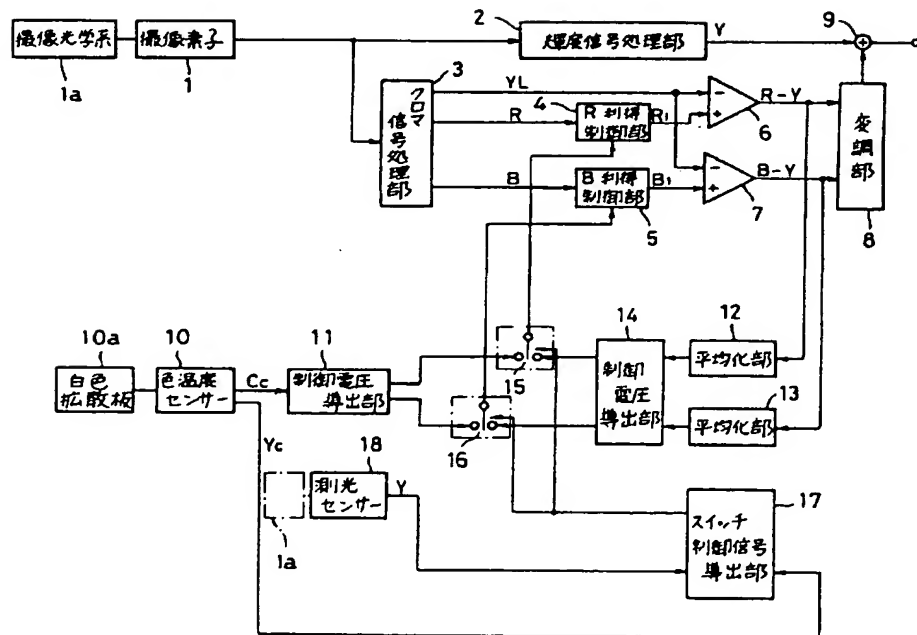 2
9
撮像光学系
撮像素子
輝度信号処理部
Y
1a
1
3
YL
クロマ
信号処理部
4
R
R利得
制御部
R₁
R-Y
6
B
B利得
制御部
B₁
B-Y
5
7
変調部
8
10a
10
11
14
12
白色
拡散板
色温度
センサー
Cc
制御電圧
導出部
15
制御
電圧
導出部
平均化部
13
平均化部
16
Yc
18
測光
センサー
Y
17
スイッチ
制御信号
導出部
1a